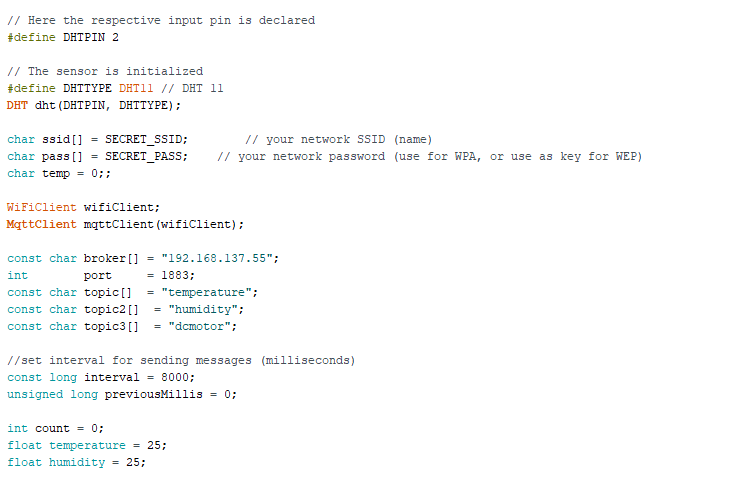 // Here the respective input pin is declared
#define DHTPIN 2
// The sensor is initialized
#define DHTTYPE DHT11 // DHT 11
DHT dht(DHTPIN, DHTTYPE);
char ssid[] = SECRET_SSID;        // your network SSID (name)
char pass[] = SECRET_PASS;    // your network password (use for WPA, or use as key for WEP)
char temp = 0;;
WiFiClient wifiClient;
MqttClient mqttClient(wifiClient);
const char broker[] = "192.168.137.55";
int        port     = 1883;
const char topic[]  = "temperature";
const char topic2[]  = "humidity";
const char topic3[]  = "dcmotor";
//set interval for sending messages (milliseconds)
const long interval = 8000;
unsigned long previousMillis = 0;
int count = 0;
float temperature = 25;
float humidity = 25;